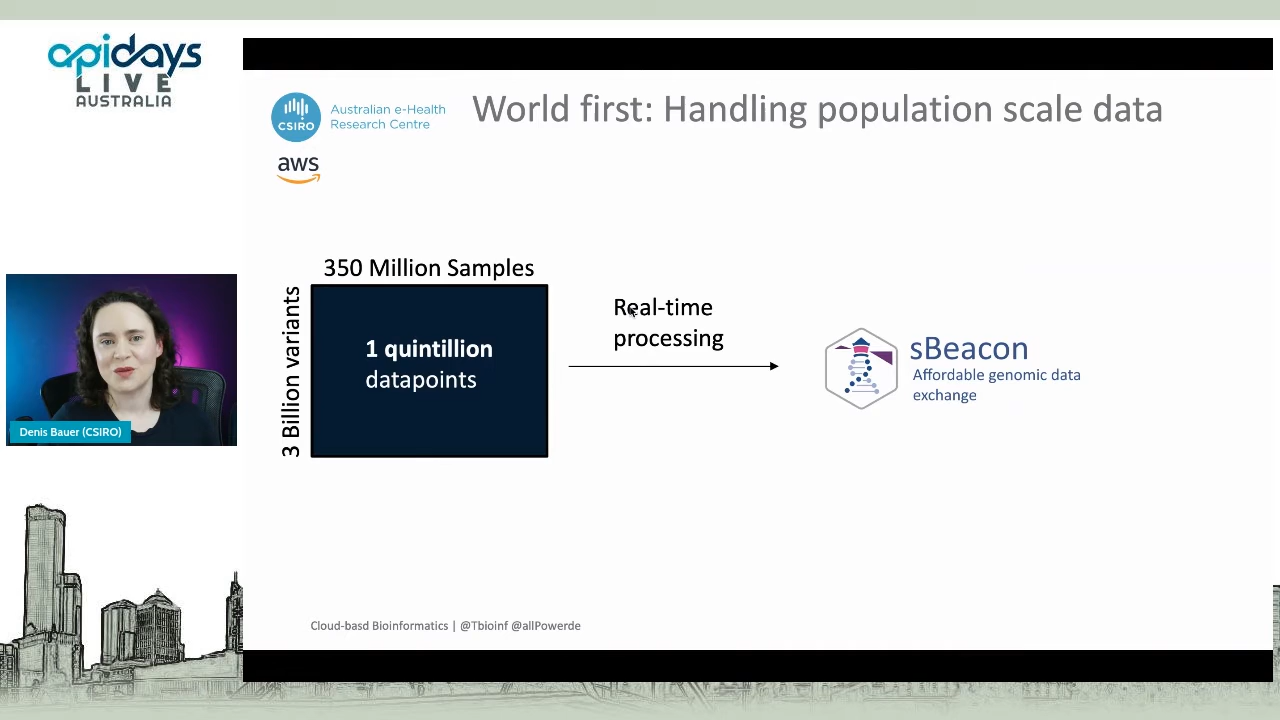 apidays
LIVE
AUSTRALIA
CSIRO
Australian e-Health
Research Centre
aws
World first: Handling population scale data
350 Million Samples
3 Billion variants
1 quintillion
datapoints
Real-time
processing
sBeacon
Affordable genomic data
exchange
Denis Bauer (CSIRO)
Cloud-basd Bioinformatics | @Tbioinf @allPowerde